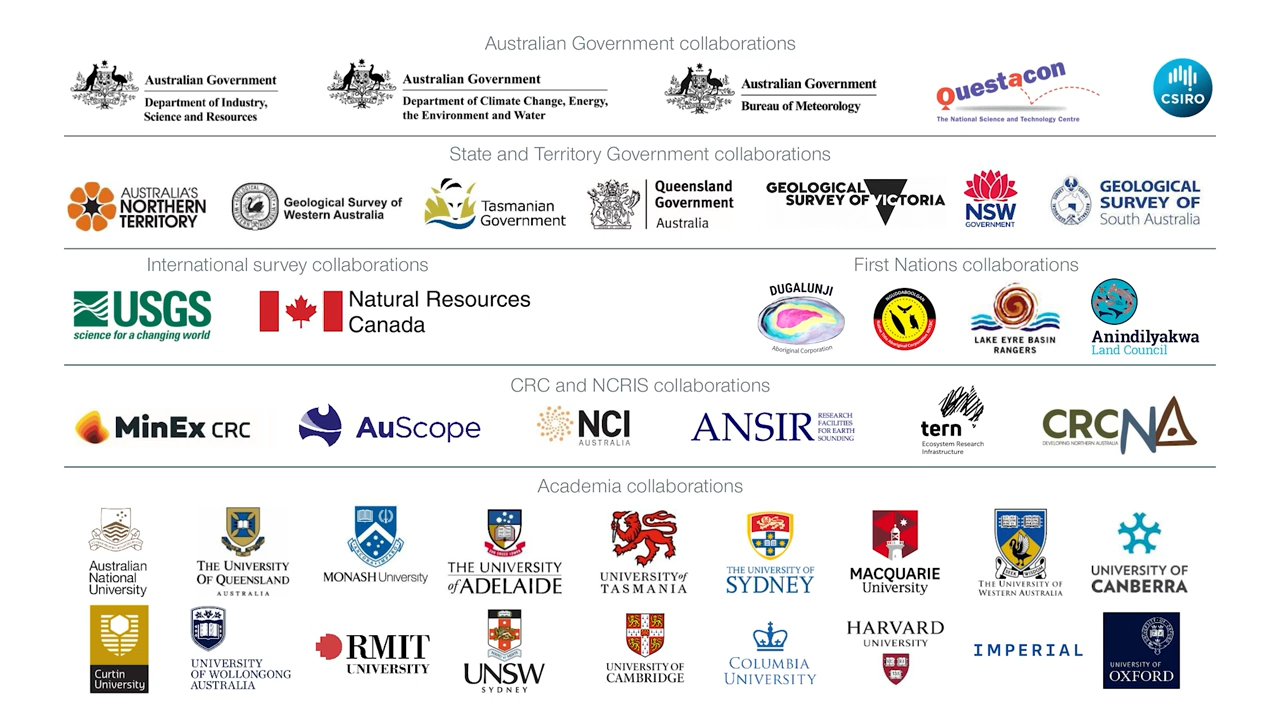 Australian Government collaborations
Australian Government
Department of Industry,
Science and Resources
Australian Government
Department of Climate Change, Energy,
the Environment and Water
Australian Government
Bureau of Meteorology
Questacon
The National Science and Technology Centre
CSIRO
State and Territory Government collaborations
AUSTRALIA'S
NORTHERN
TERRITORY
Geological Survey of
Western Australia
Tasmanian
Government
Queensland
Government
Australia
GEOLOGICAL
SURVEY OF VICTORIA
NSW
GOVERNMENT
GEOLOGICAL
SURVEY OF
South Australia
International survey collaborations
USGS
science for a changing world
Natural Resources
Canada
First Nations collaborations
DUGALUNJI
Aboriginal Corporation
LAKE EYRE BASIN
RANGERS
Anindilyakwa
Land Council
CRC and NCRIS collaborations
MinEx CRC
AuScope
NCI
AUSTRALIA
ANSIR
RESEARCH
FACILITIES
FOR EARTH
SOUNDING
tern
Ecosystem Research
Infrastructure
CRCNA
DEVELOPING NORTHERN AUSTRALIA
Academia collaborations
Australian
National
University
THE UNIVERSITY
OF QUEENSLAND
AUSTRALIA
MONASH University
THE UNIVERSITY
of ADELAIDE
UNIVERSITY of
TASMANIA
THE UNIVERSITY OF
SYDNEY
MACQUARIE
University
THE UNIVERSITY OF
WESTERN AUSTRALIA
UNIVERSITY OF
CANBERRA
Curtin
University
UNIVERSITY
OF WOLLONGONG
AUSTRALIA
RMIT
UNIVERSITY
UNSW
SYDNEY
UNIVERSITY OF
CAMBRIDGE
COLUMBIA
UNIVERSITY
HARVARD
UNIVERSITY
IMPERIAL
UNIVERSITY OF
OXFORD